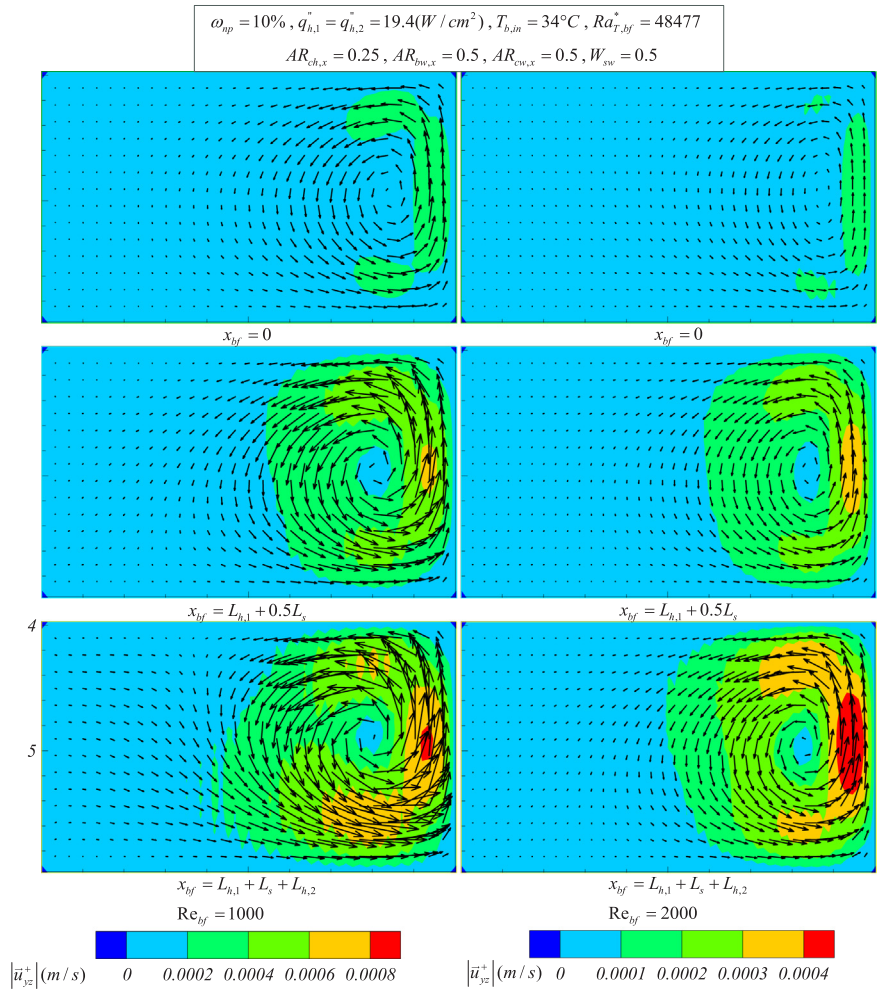 ω_np = 10% , q"_h,1 = q"_h,2 = 19.4(W / cm²) , T_b,in = 34°C , Ra*_T,bf = 48477
AR_ch,x = 0.25 , AR_bw,x = 0.5 , AR_cw,x = 0.5 , W_sw = 0.5
x_bf = 0 x_bf = 0
x_bf = L_h,1 + 0.5L_s x_bf = L_h,1 + 0.5L_s
4
5
x_bf = L_h,1 + L_s + L_h,2 x_bf = L_h,1 + L_s + L_h,2
Re_bf = 1000 Re_bf = 2000
|u⃗⁺_yz| (m / s) 0 0.0002 0.0004 0.0006 0.0008 |u⃗⁺_yz| (m / s) 0 0.0001 0.0002 0.0003 0.0004